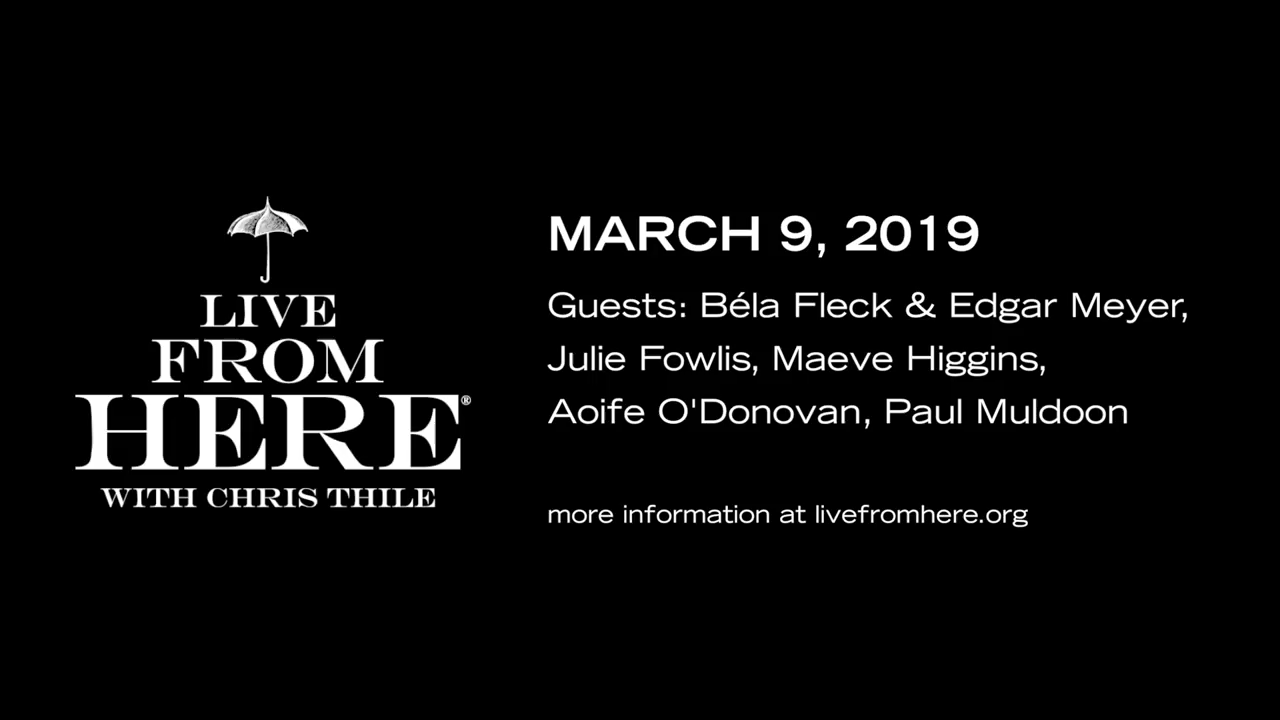 LIVE
FROM
HERE®
WITH CHRIS THILE
MARCH 9, 2019
Guests: Béla Fleck & Edgar Meyer,
Julie Fowlis, Maeve Higgins,
Aoife O'Donovan, Paul Muldoon
more information at livefromhere.org